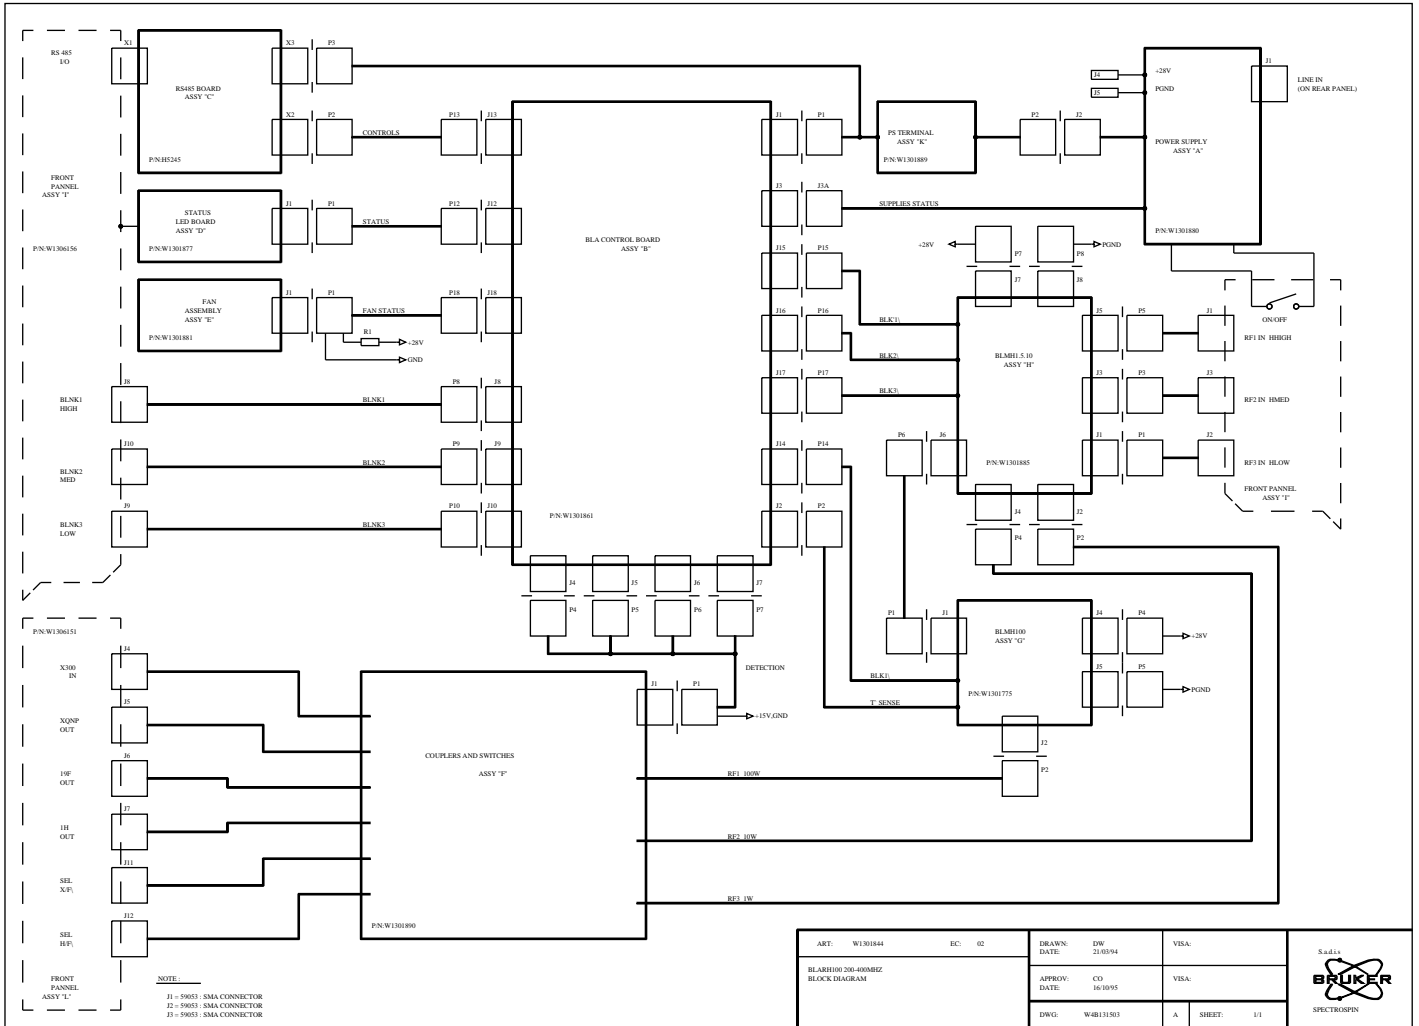 RS 485
I/O
X1
RS485 BOARD
ASSY "C"
P/N:H5245
X3
P3
X2
P2
CONTROLS
P13
J13
FRONT
PANNEL
ASSY "I"
P/N:W1306156
STATUS
LED BOARD
ASSY "D"
P/N:W1301877
J1
P1
STATUS
P12
J12
FAN
ASSEMBLY
ASSY "E"
P/N:W1301881
J1
P1
FAN STATUS
P18
J18
R1
+28V
GND
BLNK1
HIGH
J8
BLNK1
P8
J8
BLNK2
MED
J10
BLNK2
P9
J9
BLNK3
LOW
J9
BLNK3
P10
J10
BLA CONTROL BOARD
ASSY "B"
P/N:W1301861
J4
J5
J6
J7
P4
P5
P6
P7
DETECTION
J1
P1
J3
J3A
J15
P15
J16
P16
J17
P17
J14
P14
J2
P2
PS TERMINAL
ASSY "K"
P/N:W1301889
P2
J2
J4
+28V
J5
PGND
POWER SUPPLY
ASSY "A"
P/N:W1301880
J1
LINE IN
(ON REAR PANEL)
SUPPLIES STATUS
+28V
P7
P8
PGND
J7
J8
ON/OFF
BLK'1\
BLK2\
BLK3\
BLMH1.5.10
ASSY "H"
P/N:W1301885
J5
P5
J1
RF1 IN HHIGH
J3
P3
J3
RF2 IN HMED
J1
P1
J2
RF3 IN HLOW
FRONT PANNEL
ASSY "I"
P6
J6
J4
J2
P4
P2
P1
J1
BLMH100
ASSY "G"
P/N:W1301775
J4
P4
+28V
J5
P5
PGND
J2
P2
BLK1\
T° SENSE
P/N:W1306151
X300
IN
J4
XQNP
OUT
J5
19F
OUT
J6
1H
OUT
J7
SEL
X/F\
J11
SEL
H/F\
J12
FRONT
PANNEL
ASSY "L"
COUPLERS AND SWITCHES
ASSY "F"
P/N:W1301890
J1
P1
+15V,GND
RF1 100W
RF2 10W
RF3 1W
NOTE :
J1 = 59053 : SMA CONNECTOR
J2 = 59053 : SMA CONNECTOR
J3 = 59053 : SMA CONNECTOR
ART: W1301844 EC: 02
BLARH100 200-400MHZ
BLOCK DIAGRAM
DRAWN: DW
DATE: 21/03/94
VISA:
APPROV: CO
DATE: 16/10/95
VISA:
DWG: W4B131503
A
SHEET: 1/1
S.a.d.i.s
BRUKER
SPECTROSPIN